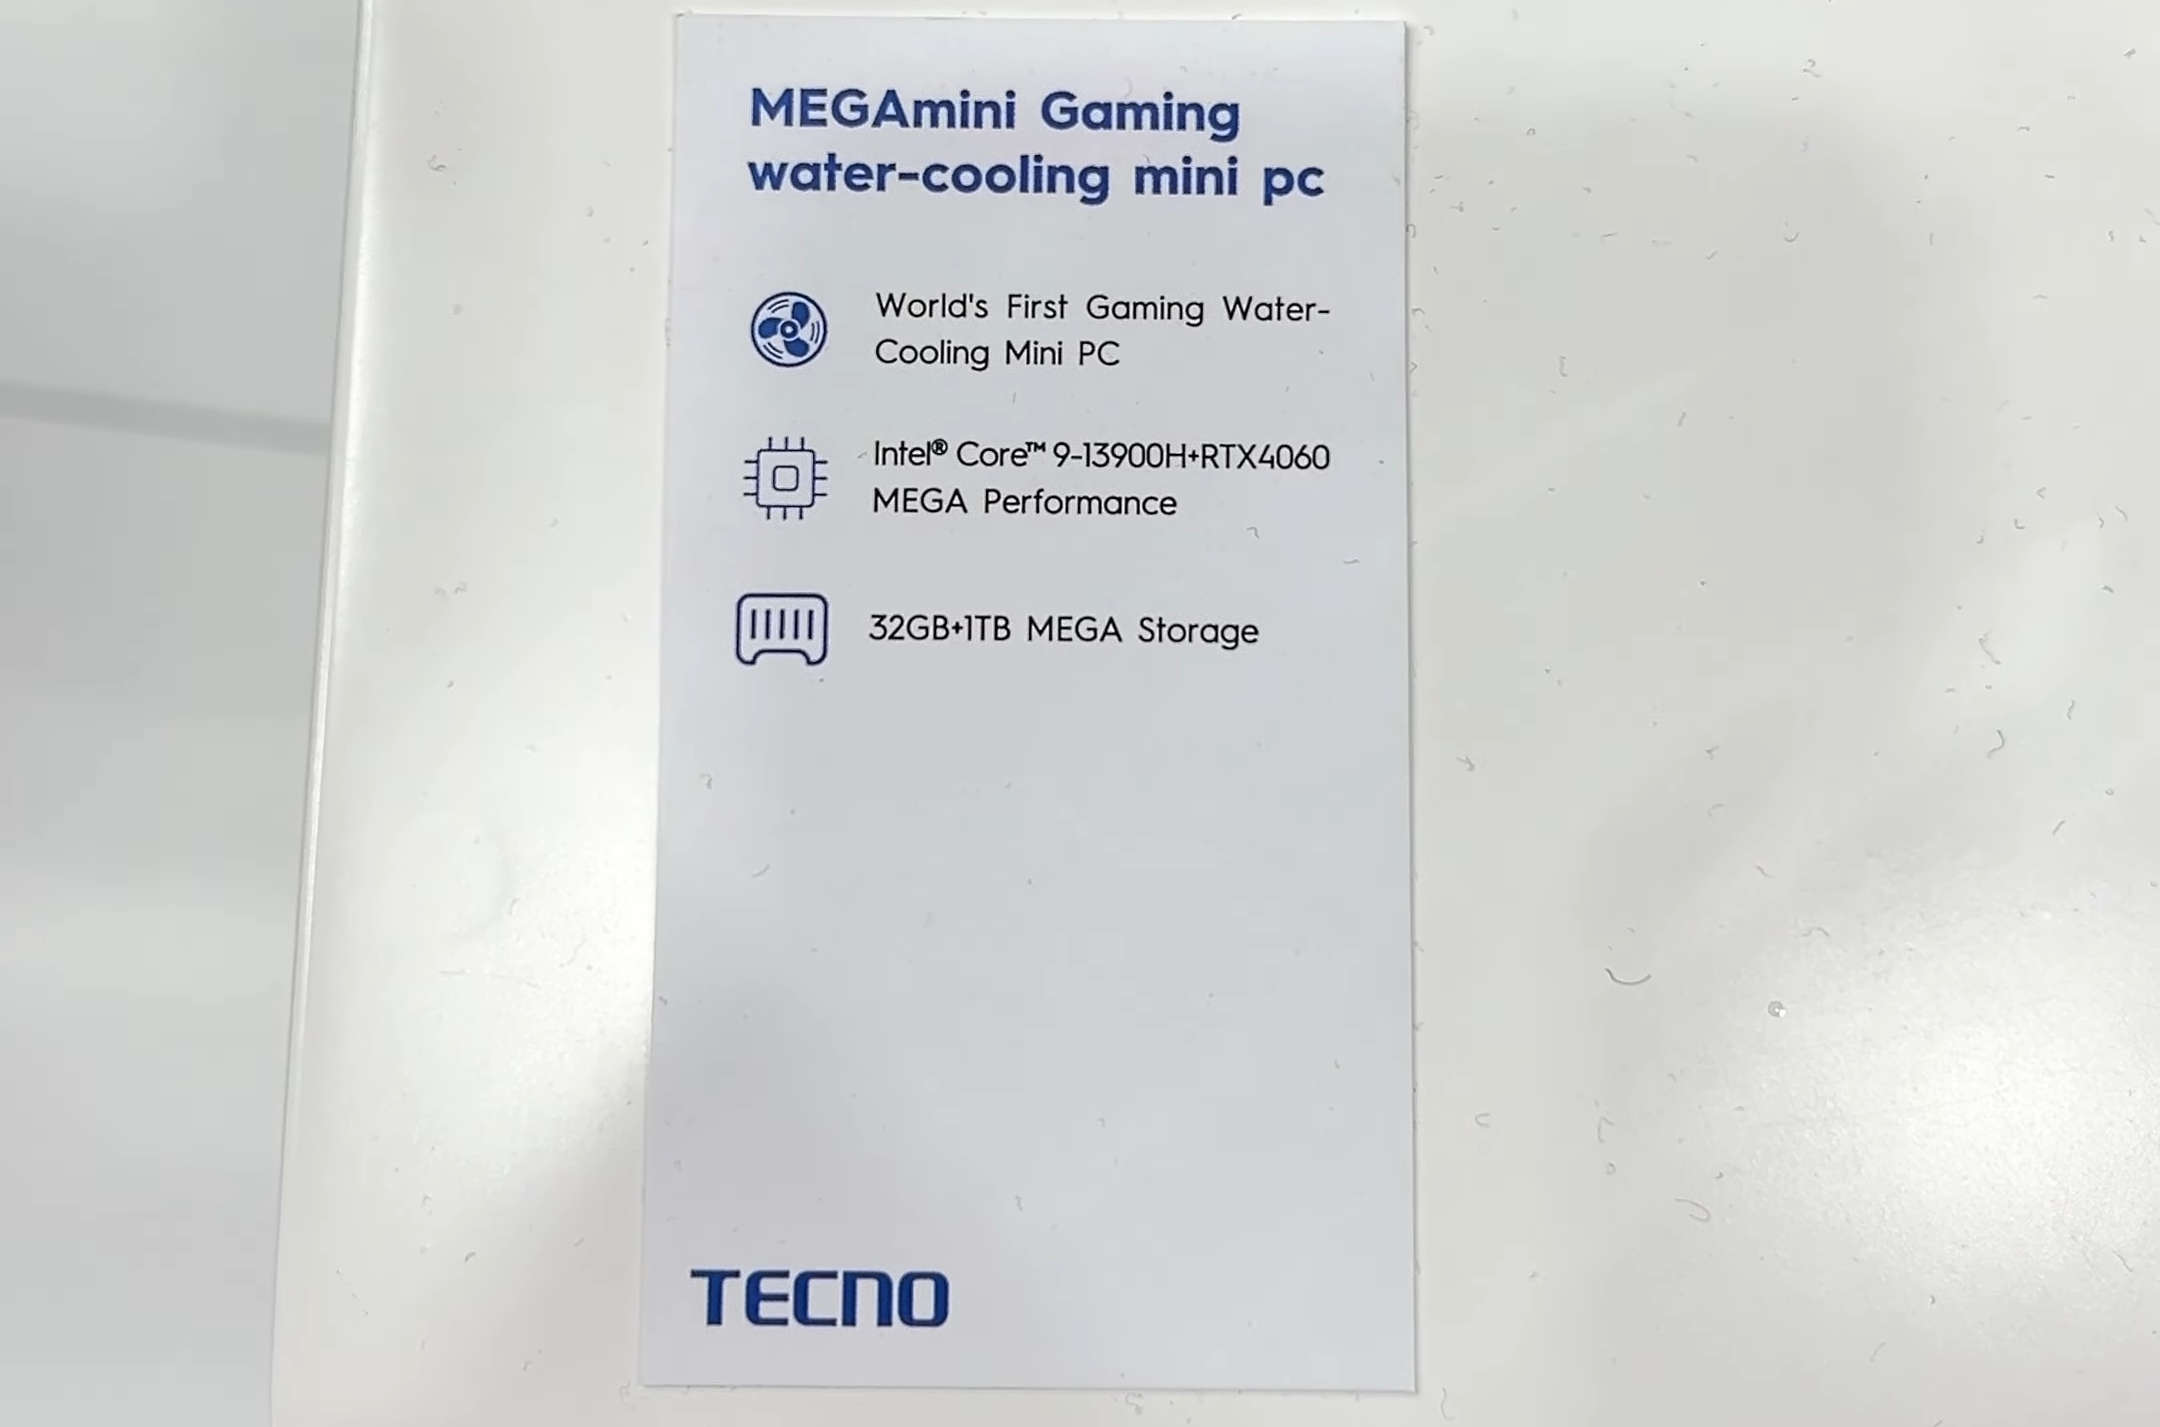 MEGAmini Gaming
water-cooling mini pc
World's First Gaming Water-
Cooling Mini PC
Intel® Core™ 9-13900H+RTX4060
MEGA Performance
32GB+1TB MEGA Storage
TECNO